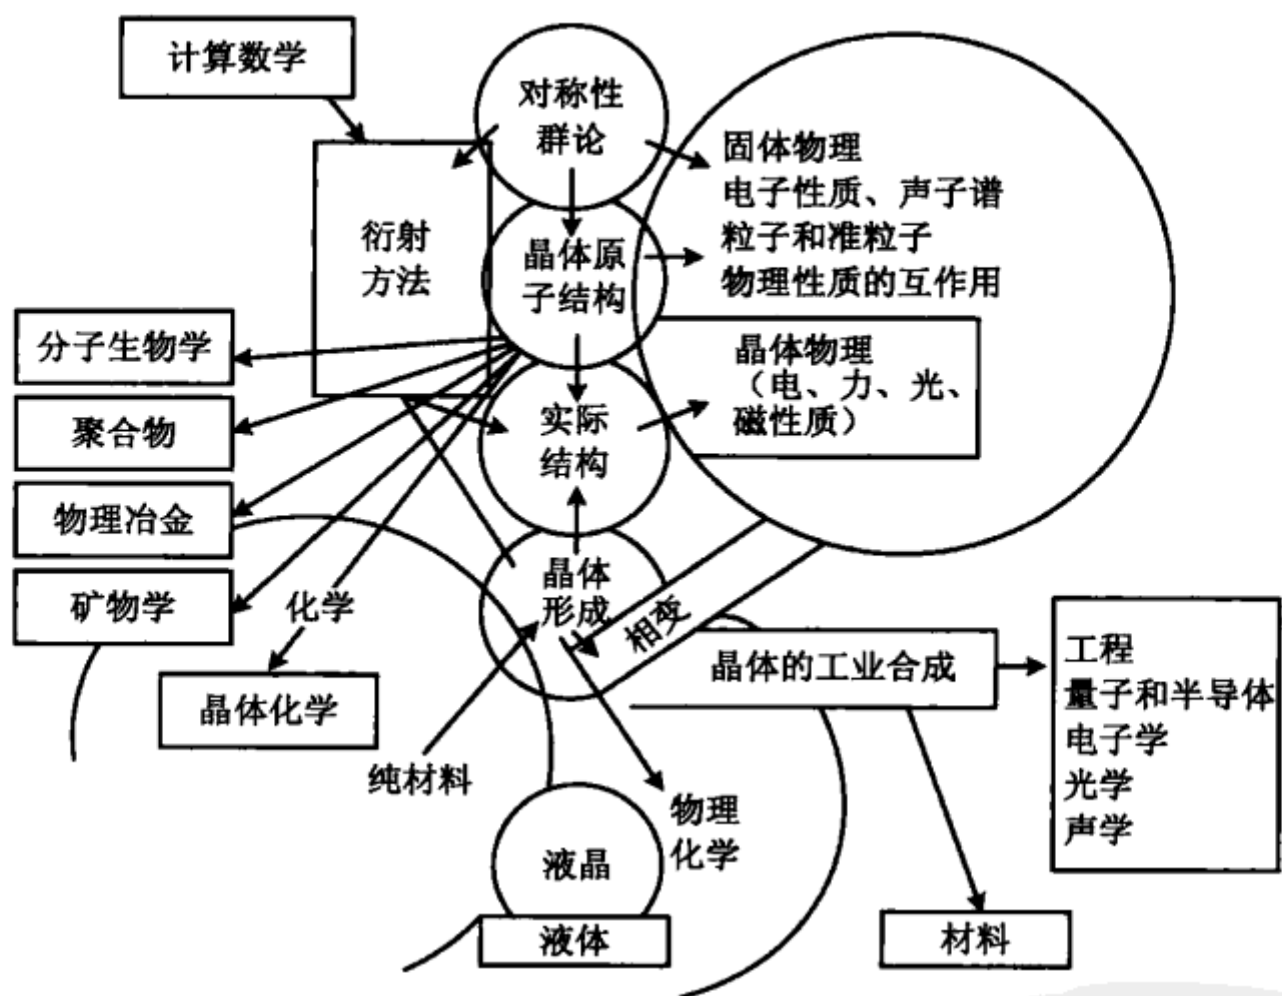 计算数学
对称性
群论
固体物理
电子性质、声子谱
粒子和准粒子
物理性质的互作用
衍射
方法
晶体原
子结构
分子生物学
晶体物理
（电、力、光、
磁性质）
聚合物
实际
结构
物理冶金
晶体
形成
矿物学
化学
相变
晶体的工业合成
工程
量子和半导体
电子学
光学
声学
晶体化学
纯材料
物理
化学
液晶
液体
材料